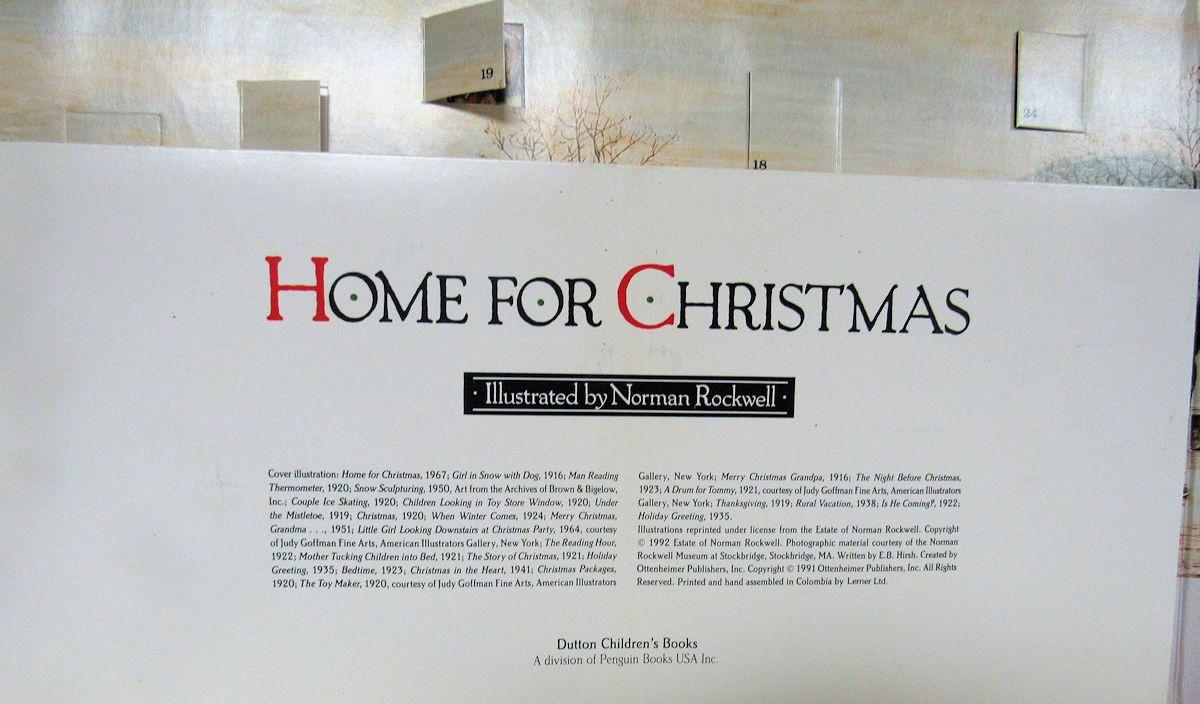 19
18
24
HOME FOR CHRISTMAS
· Illustrated by Norman Rockwell ·
Cover illustration: Home for Christmas, 1967; Girl in Snow with Dog, 1916; Man Reading
Thermometer, 1920; Snow Sculpturing, 1950, Art from the Archives of Brown & Bigelow,
Inc.; Couple Ice Skating, 1920; Children Looking in Toy Store Window, 1920; Under
the Mistletoe, 1919; Christmas, 1920; When Winter Comes, 1924; Merry Christmas,
Grandma . . ., 1951; Little Girl Looking Downstairs at Christmas Party, 1964, courtesy
of Judy Goffman Fine Arts, American Illustrators Gallery, New York; The Reading Hour,
1922; Mother Tucking Children into Bed, 1921; The Story of Christmas, 1921; Holiday
Greeting, 1935; Bedtime, 1923; Christmas in the Heart, 1941; Christmas Packages,
1920; The Toy Maker, 1920, courtesy of Judy Goffman Fine Arts, American Illustrators
Gallery, New York; Merry Christmas Grandpa, 1916; The Night Before Christmas,
1923; A Drum for Tommy, 1921, courtesy of Judy Goffman Fine Arts, American Illustrators
Gallery, New York; Thanksgiving, 1919; Rural Vacation, 1938; Is He Coming?, 1922;
Holiday Greeting, 1935.
Illustrations reprinted under license from the Estate of Norman Rockwell. Copyright
© 1992 Estate of Norman Rockwell. Photographic material courtesy of the Norman
Rockwell Museum at Stockbridge, Stockbridge, MA. Written by E.B. Hirsh. Created by
Ottenheimer Publishers, Inc. Copyright © 1991 Ottenheimer Publishers, Inc. All Rights
Reserved. Printed and hand assembled in Colombia by Lerner Ltd.
Dutton Children's Books
A division of Penguin Books USA Inc.